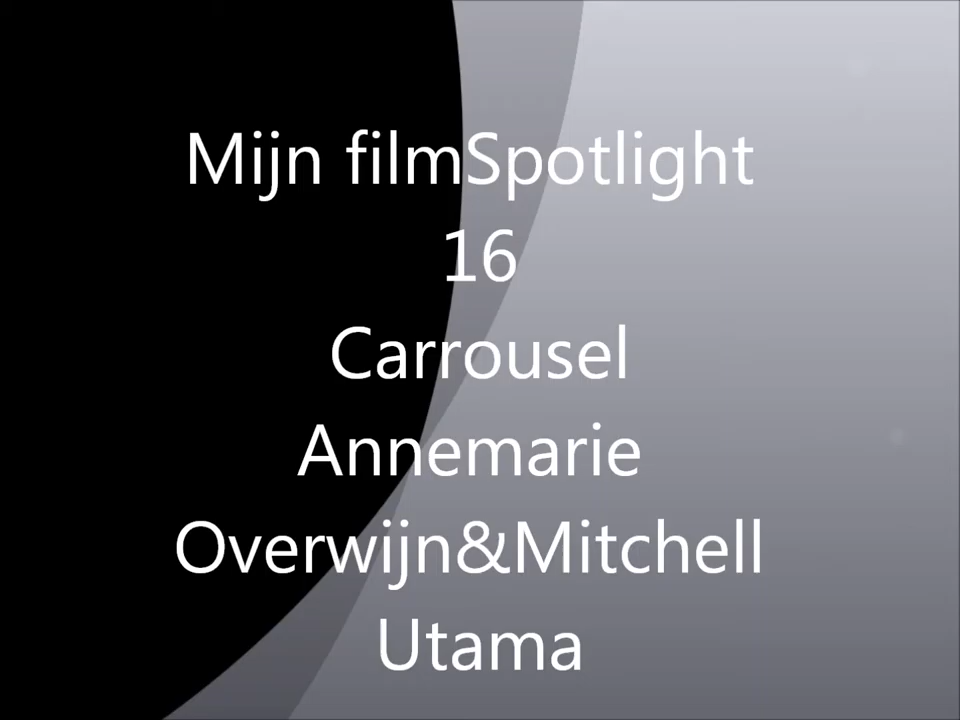 Mijn filmSpotlight
16
Carrousel
Annemarie
Overwijn&Mitchell
Utama